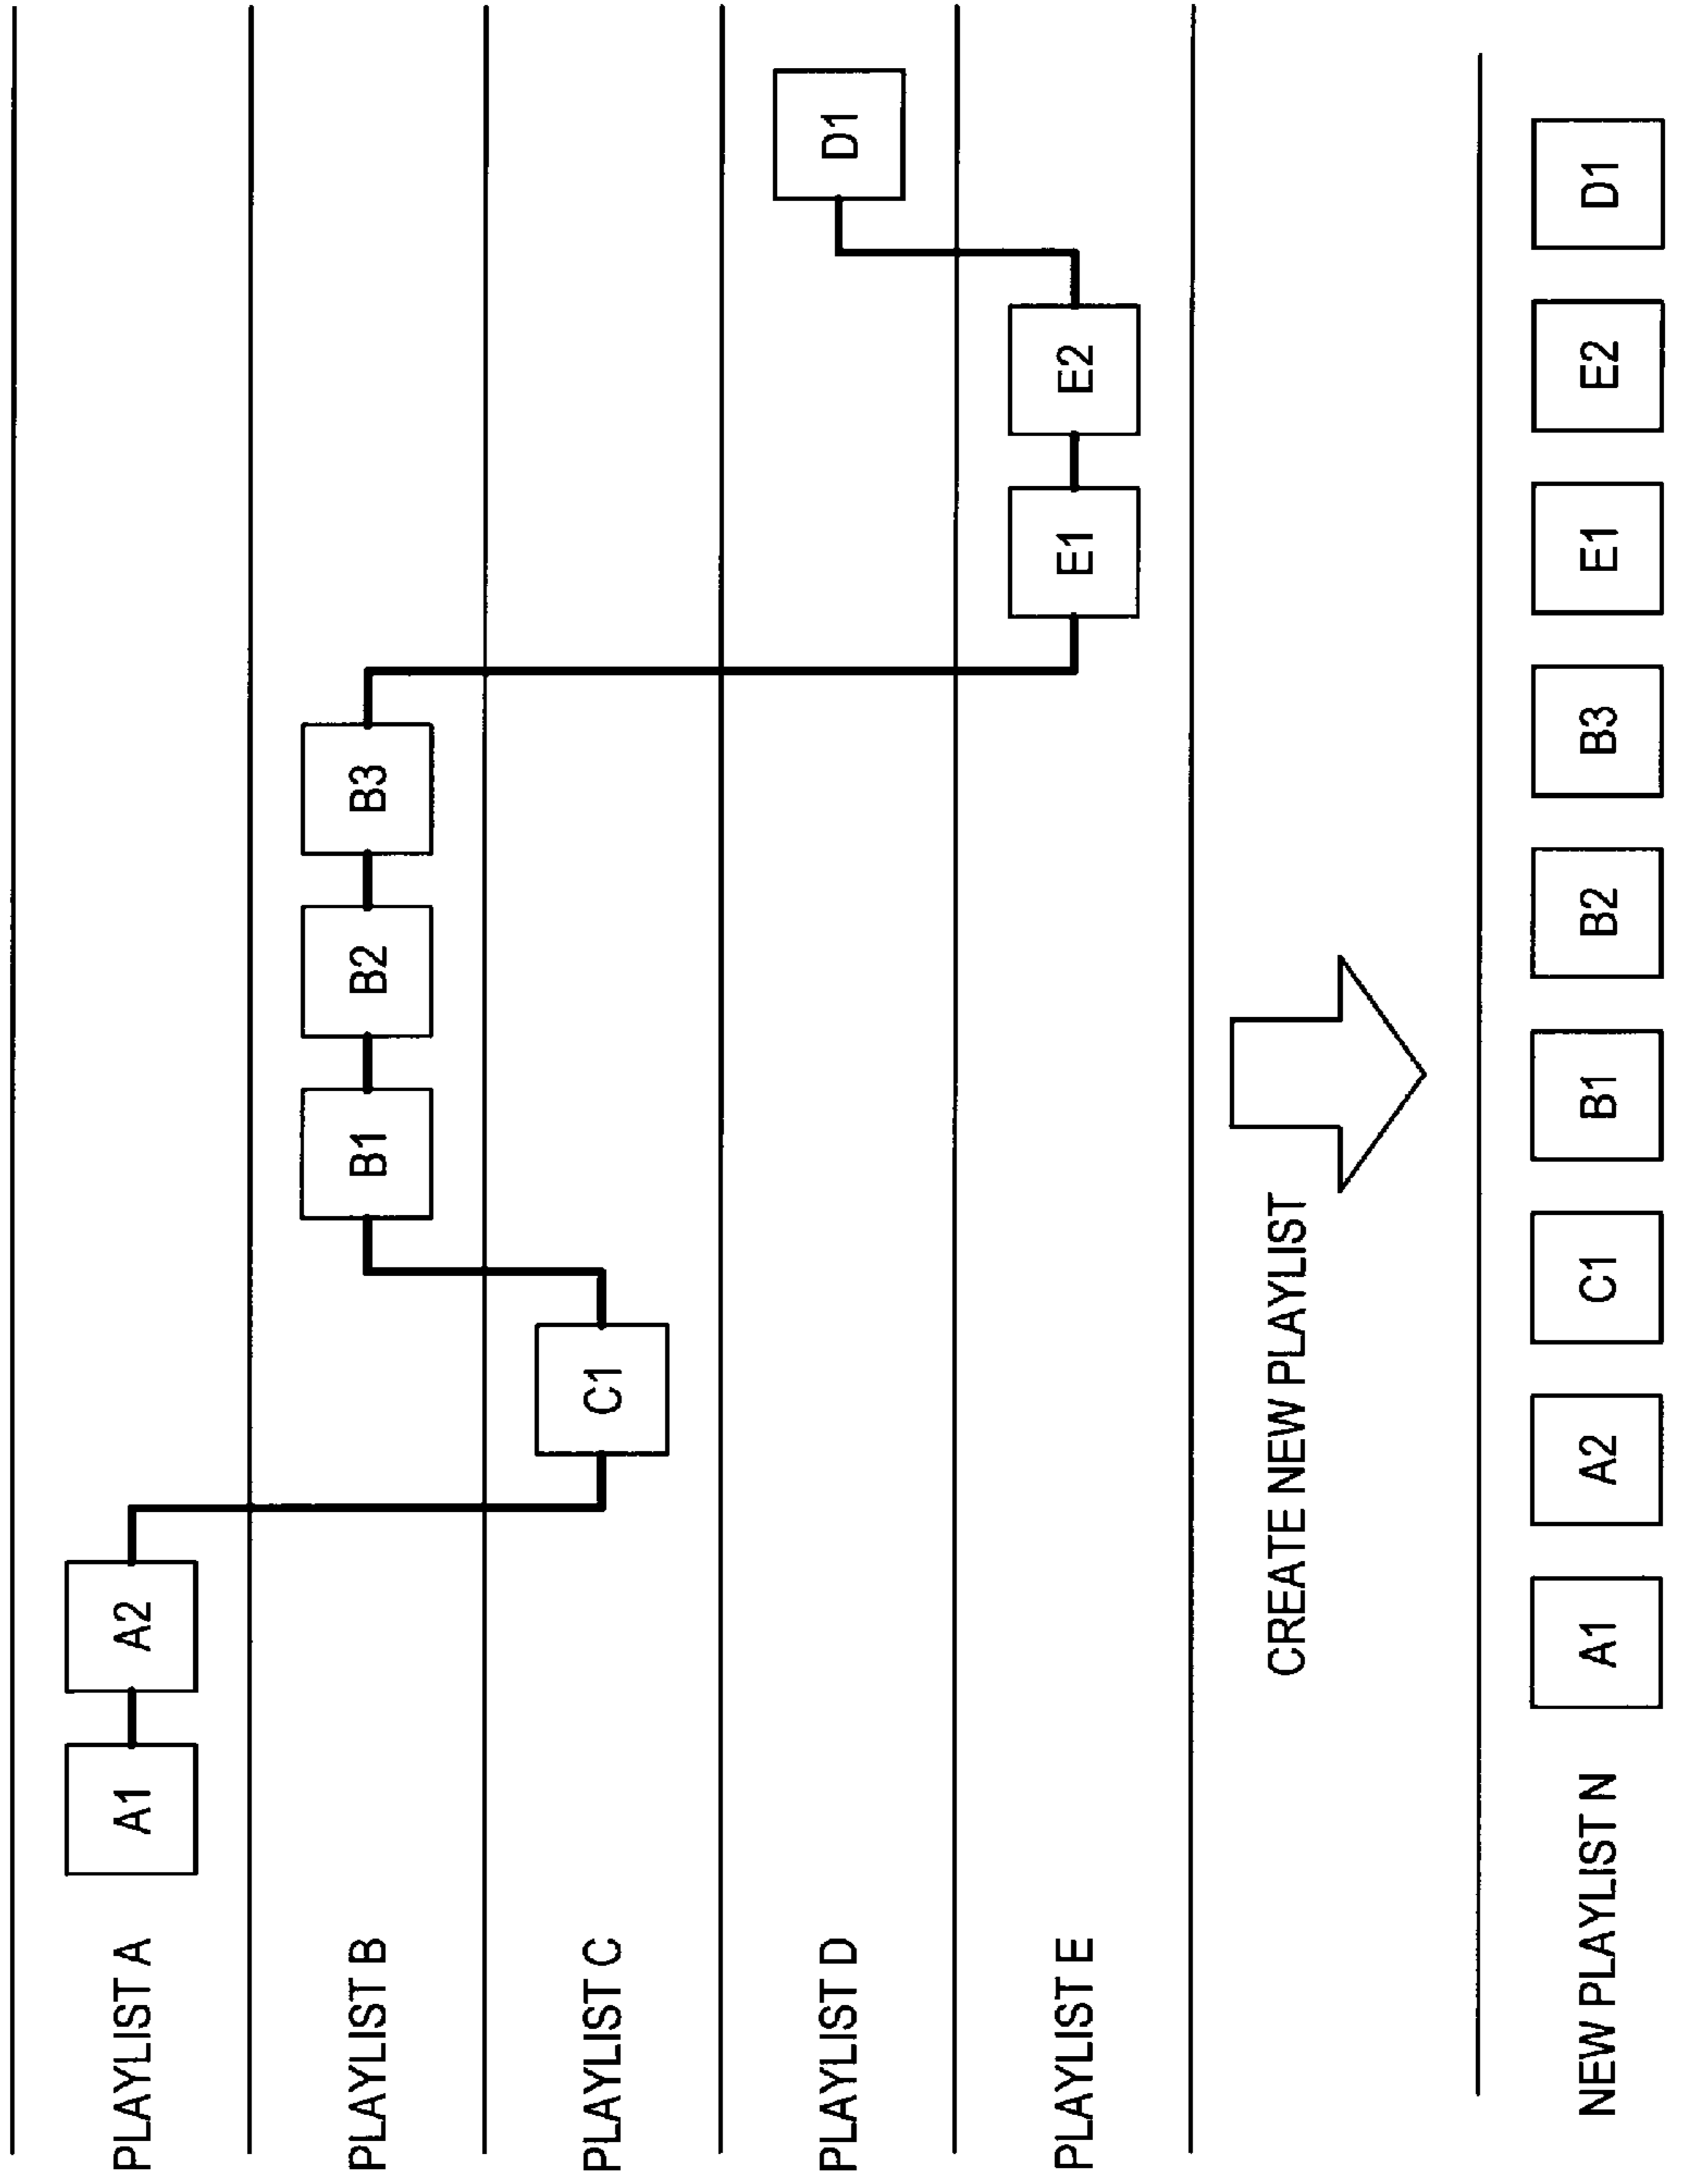 PLAYLIST A
A1
A2
PLAYLIST B
B1
B2
B3
PLAYLIST C
C1
PLAYLIST D
D1
PLAYLIST E
E1
E2
CREATE NEW PLAYLIST
NEW PLAYLIST N
A1
A2
C1
B1
B2
B3
E1
E2
D1